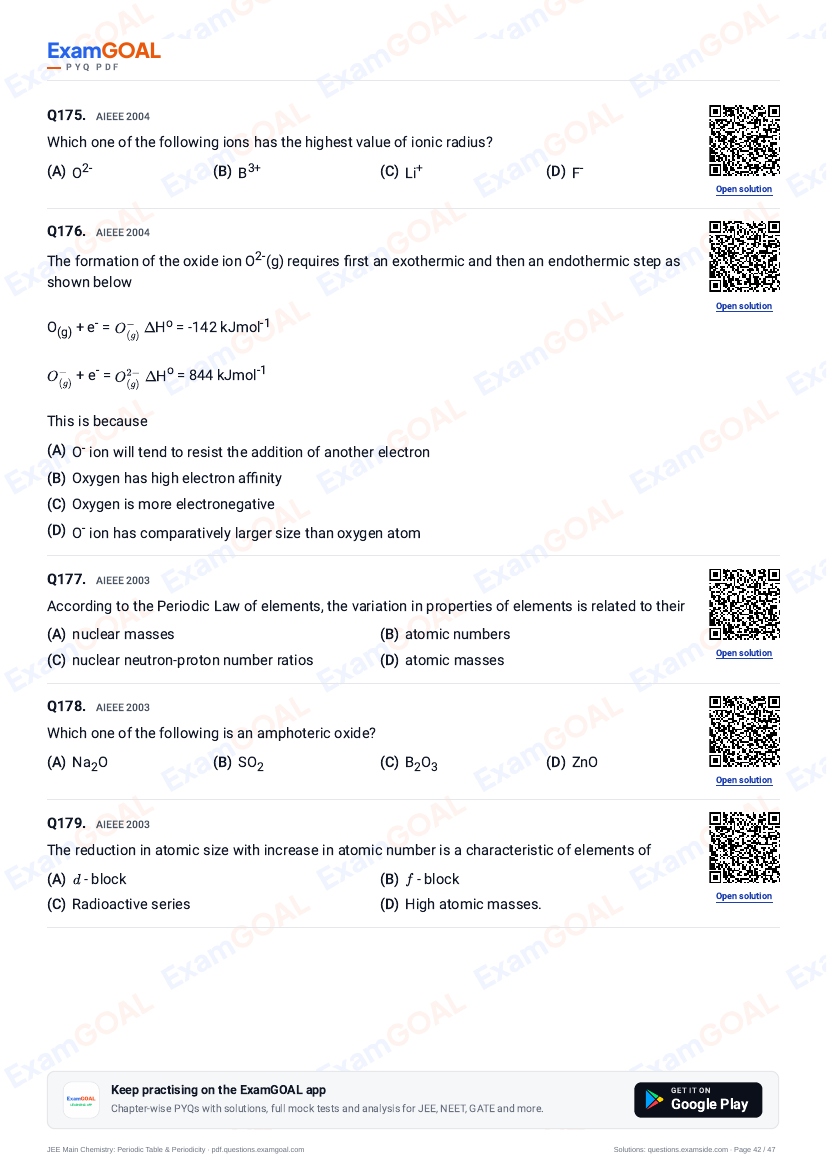 ExamGOAL
PYQ PDF
Q175. AIEEE 2004
Which one of the following ions has the highest value of ionic radius?
(A) O²⁻ (B) B³⁺ (C) Li⁺ (D) F⁻
Open solution
Q176. AIEEE 2004
The formation of the oxide ion O²⁻(g) requires first an exothermic and then an endothermic step as
shown below
Open solution
O(g) + e⁻ = O⁻(g) ΔHº = -142 kJmol⁻¹
O⁻(g) + e⁻ = O²⁻(g) ΔHº = 844 kJmol⁻¹
This is because
(A) O⁻ ion will tend to resist the addition of another electron
(B) Oxygen has high electron affinity
(C) Oxygen is more electronegative
(D) O⁻ ion has comparatively larger size than oxygen atom
Q177. AIEEE 2003
According to the Periodic Law of elements, the variation in properties of elements is related to their
(A) nuclear masses (B) atomic numbers
(C) nuclear neutron-proton number ratios (D) atomic masses
Open solution
Q178. AIEEE 2003
Which one of the following is an amphoteric oxide?
(A) Na₂O (B) SO₂ (C) B₂O₃ (D) ZnO
Open solution
Q179. AIEEE 2003
The reduction in atomic size with increase in atomic number is a characteristic of elements of
(A) d - block (B) f - block
(C) Radioactive series (D) High atomic masses.
Open solution
Keep practising on the ExamGOAL app
Chapter-wise PYQs with solutions, full mock tests and analysis for JEE, NEET, GATE and more.
GET IT ON
Google Play
JEE Main Chemistry: Periodic Table & Periodicity · pdf.questions.examgoal.com Solutions: questions.examside.com · Page 42 / 47